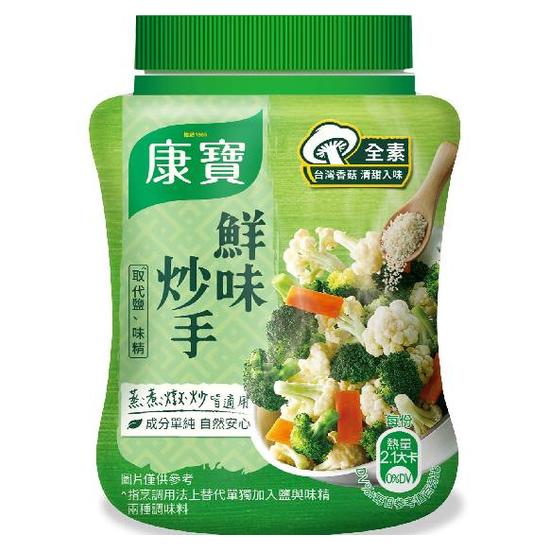 康寶
全素
台灣香菇 清甜入味
鮮味
炒手
^取代鹽、味精
蒸.煮.燉.炒皆適用
成分單純 自然安心
每份
熱量
2.1大卡
0%DV
圖片僅供參考
^指烹調用法上替代單獨加入鹽與味精
兩種調味料